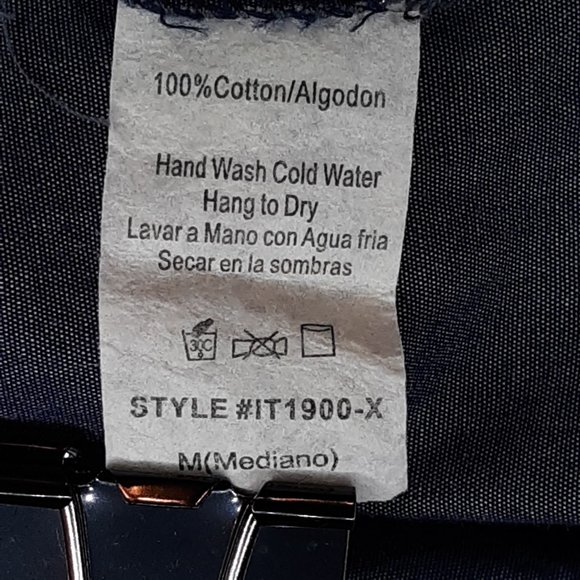 100%Cotton/Algodon
Hand Wash Cold Water
Hang to Dry
Lavar a Mano con Agua fria
Secar en la sombras
30C
STYLE #IT1900-X
M(Mediano)